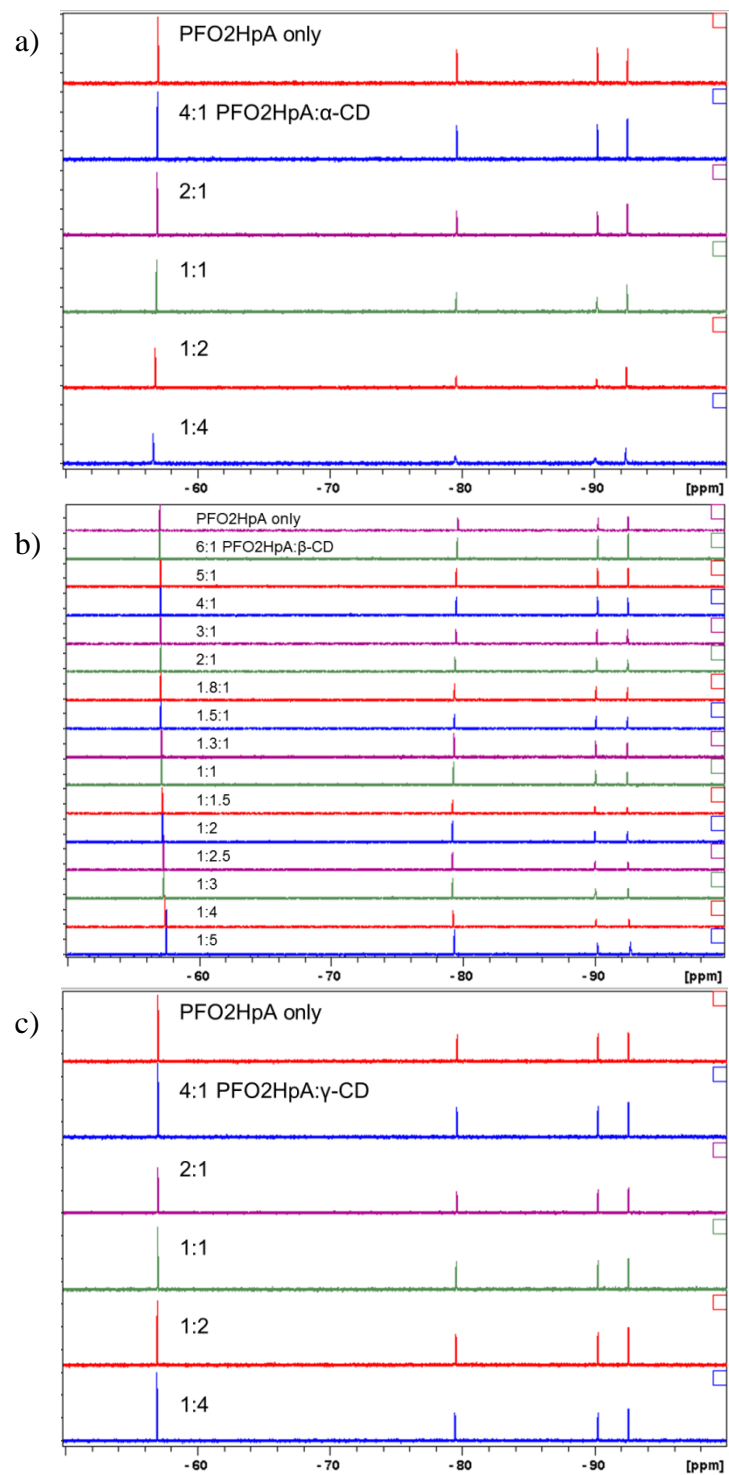 a)
PFO2HpA only
4:1 PFO2HpA:α-CD
2:1
1:1
1:2
1:4
- 60 - 70 - 80 - 90 [ppm]
b)
PFO2HpA only
6:1 PFO2HpA:β-CD
5:1
4:1
3:1
2:1
1.8:1
1.5:1
1.3:1
1:1
1:1.5
1:2
1:2.5
1:3
1:4
1:5
- 60 - 70 - 80 - 90 [ppm]
c)
PFO2HpA only
4:1 PFO2HpA:γ-CD
2:1
1:1
1:2
1:4
- 60 - 70 - 80 - 90 [ppm]